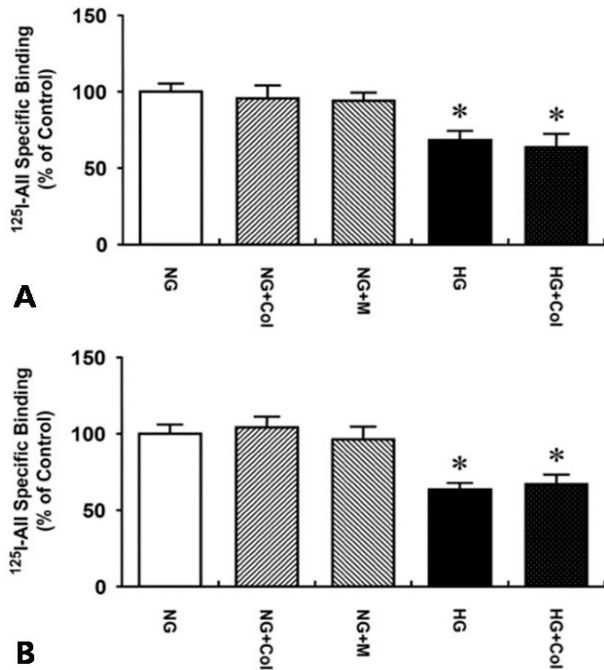 150
100
50
0
¹²⁵I-AII Specific Binding
(% of Control)
* *
NG
NG+Col
NG+M
HG
HG+Col
A
150
100
50
0
¹²⁵I-AII Specific Binding
(% of Control)
* *
NG
NG+Col
NG+M
HG
HG+Col
B